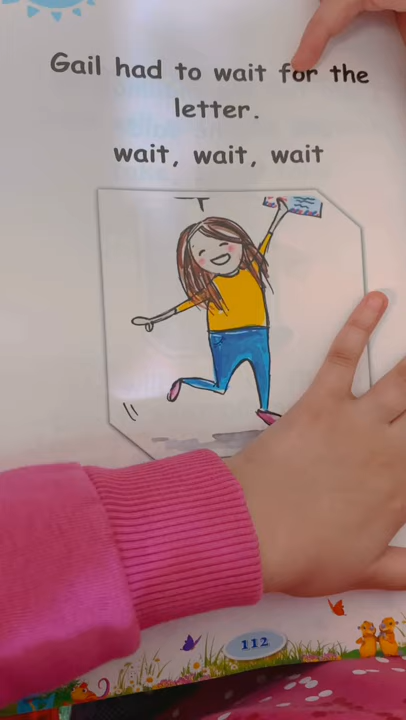 Gail had to wait for the
letter.
wait, wait, wait
112